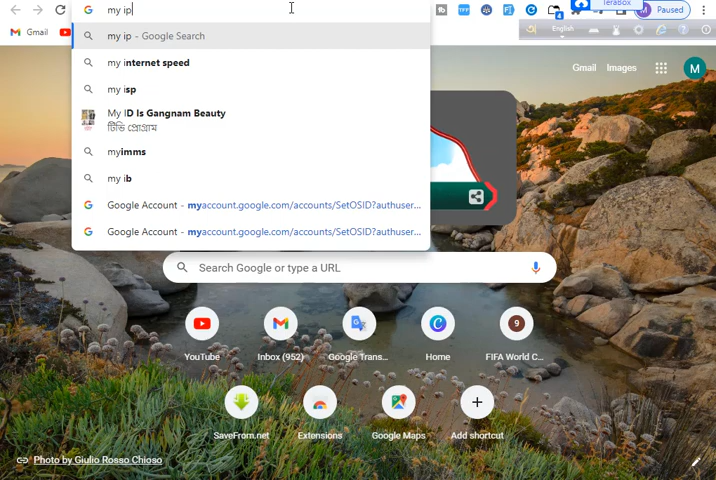 my ip
M
Paused
TeraBox
4
my ip - Google Search
English
Gmail
my internet speed
Gmail
Images
M
my isp
My ID Is Gangnam Beauty
টিভি প্রোগ্রাম
myimms
my ib
Google Account - myaccount.google.com/accounts/SetOSID?authuser...
Google Account - myaccount.google.com/accounts/SetOSID?authuser...
Search Google or type a URL
9
YouTube
Inbox (952)
Google Trans...
Home
FIFA World C...
SaveFrom.net
Extensions
Google Maps
Add shortcut
Photo by Giulio Rosso Chioso